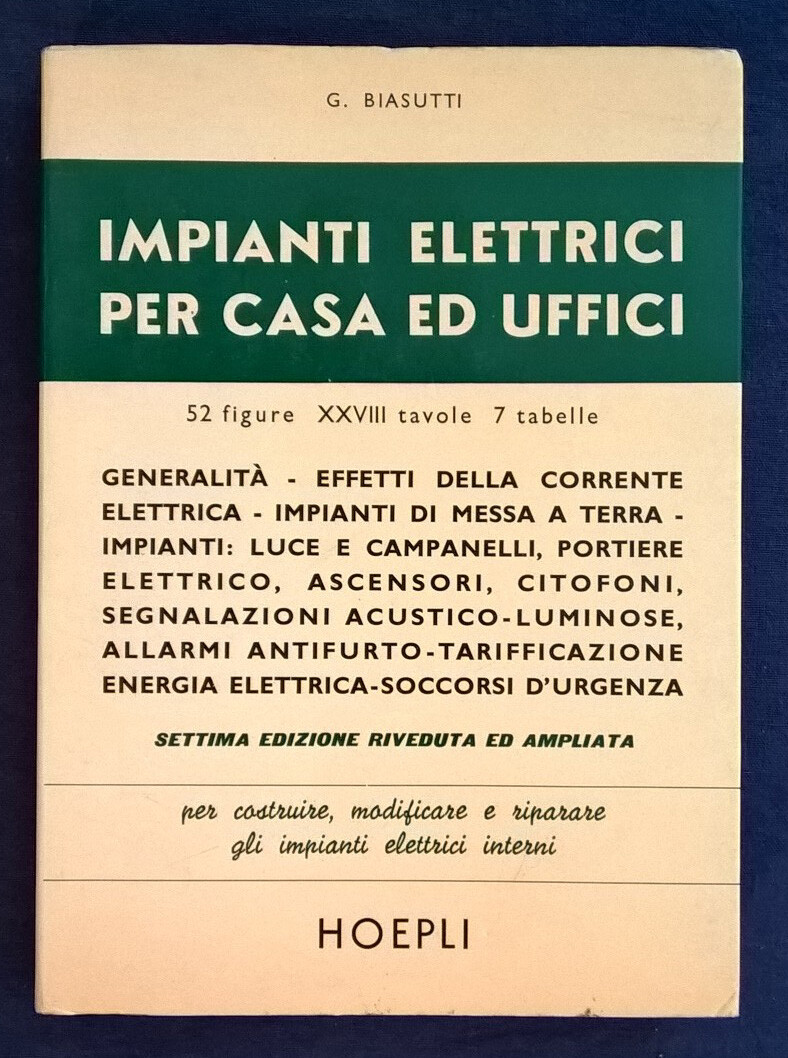 G. BIASUTTI
IMPIANTI ELETTRICI
PER CASA ED UFFICI
52 figure XXVIII tavole 7 tabelle
GENERALITÀ - EFFETTI DELLA CORRENTE
ELETTRICA - IMPIANTI DI MESSA A TERRA -
IMPIANTI: LUCE E CAMPANELLI, PORTIERE
ELETTRICO, ASCENSORI, CITOFONI,
SEGNALAZIONI ACUSTICO-LUMINOSE,
ALLARMI ANTIFURTO-TARIFFICAZIONE
ENERGIA ELETTRICA-SOCCORSI D'URGENZA
SETTIMA EDIZIONE RIVEDUTA ED AMPLIATA
per costruire, modificare e riparare
gli impianti elettrici interni
HOEPLI